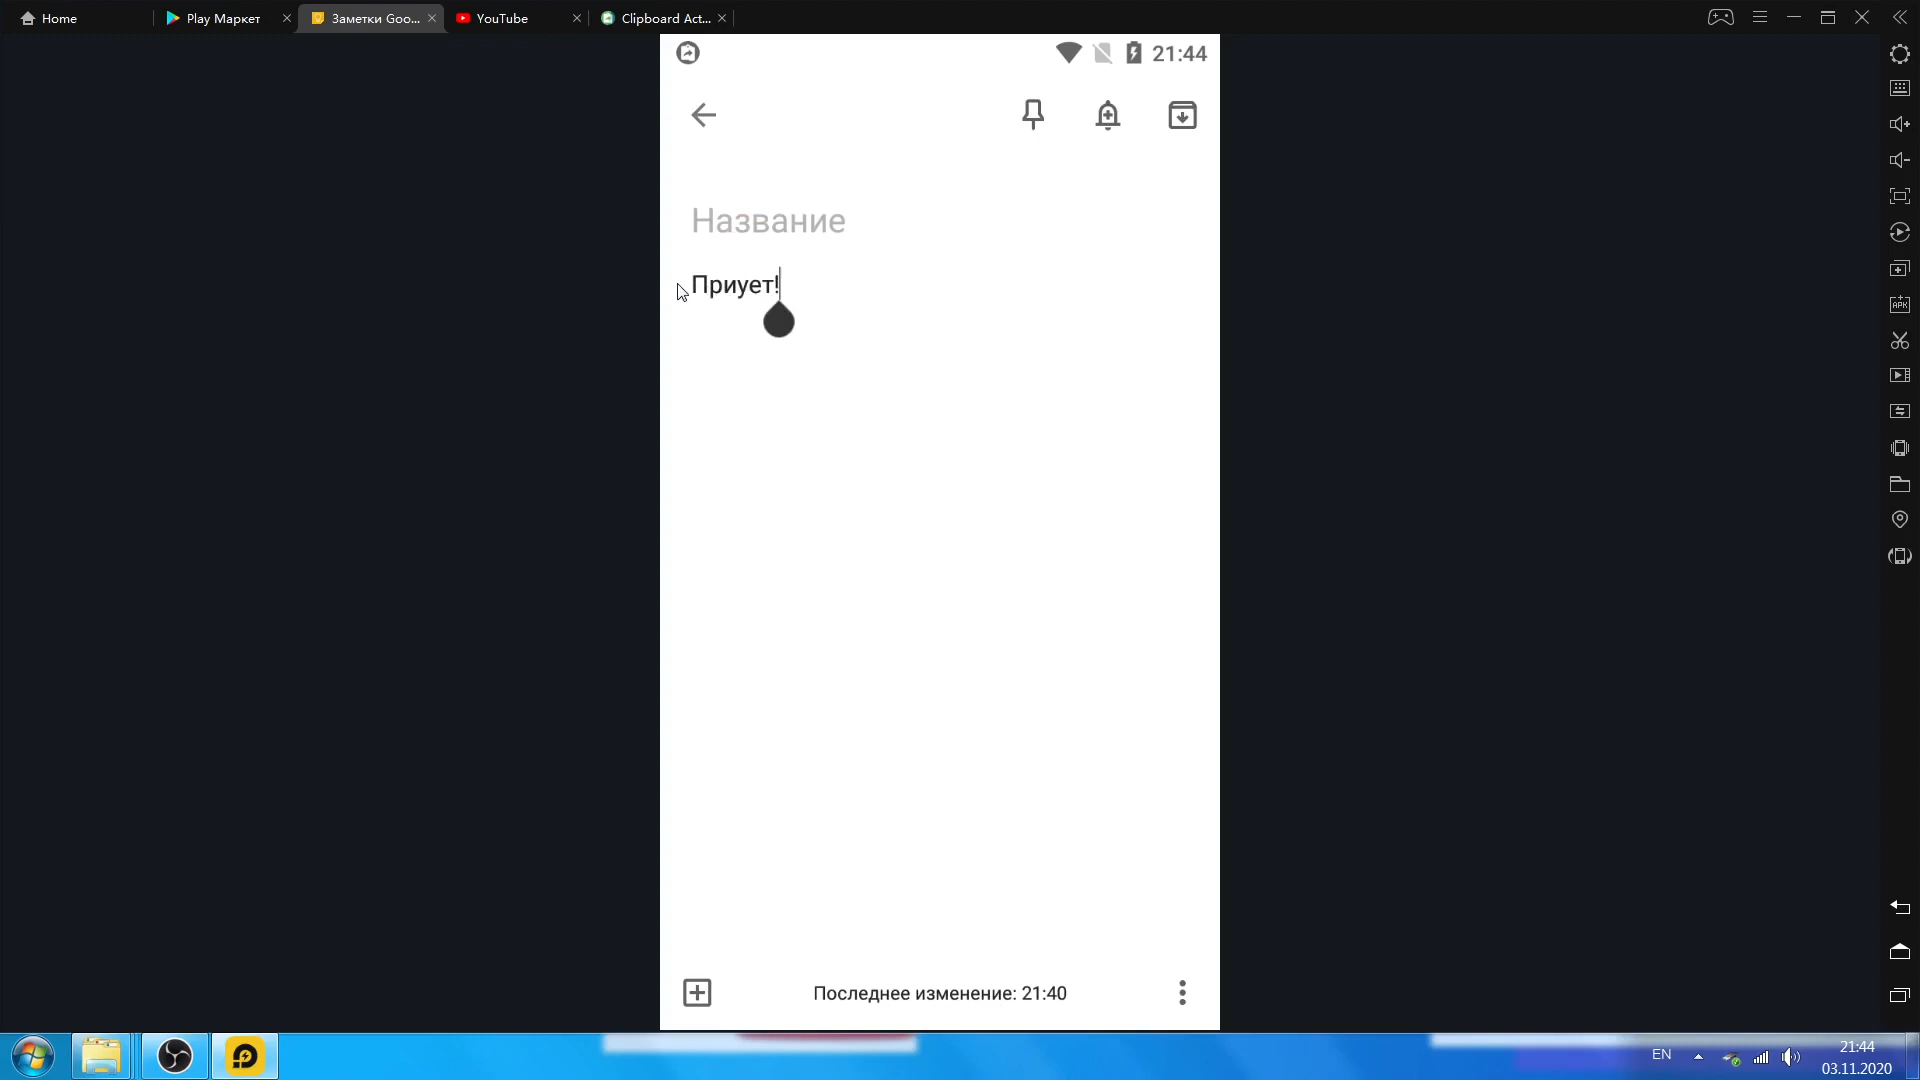 Home
Play Маркет
Заметки Goo...
YouTube
Clipboard Act...
21:44
Название
Приует!
APK
Последнее изменение: 21:40
EN
21:44
03.11.2020